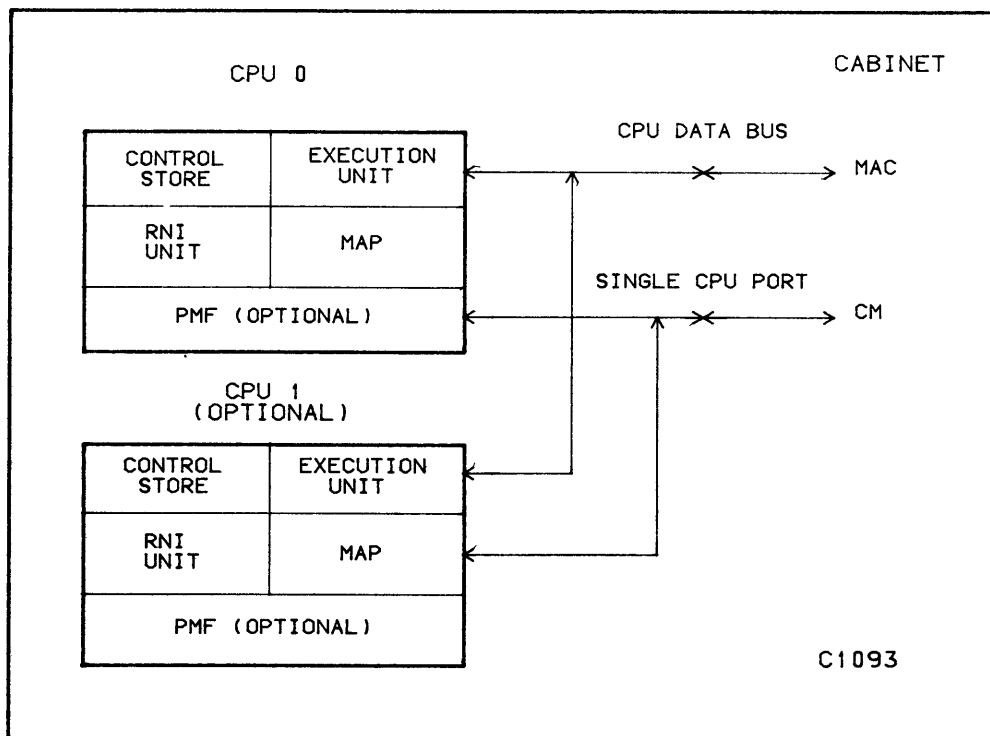 CABINET
CPU 0
CONTROL
STORE
EXECUTION
UNIT
RNI
UNIT
MAP
PMF (OPTIONAL)
CPU DATA BUS
MAC
SINGLE CPU PORT
CM
CPU 1
(OPTIONAL)
CONTROL
STORE
EXECUTION
UNIT
RNI
UNIT
MAP
PMF (OPTIONAL)
C1093